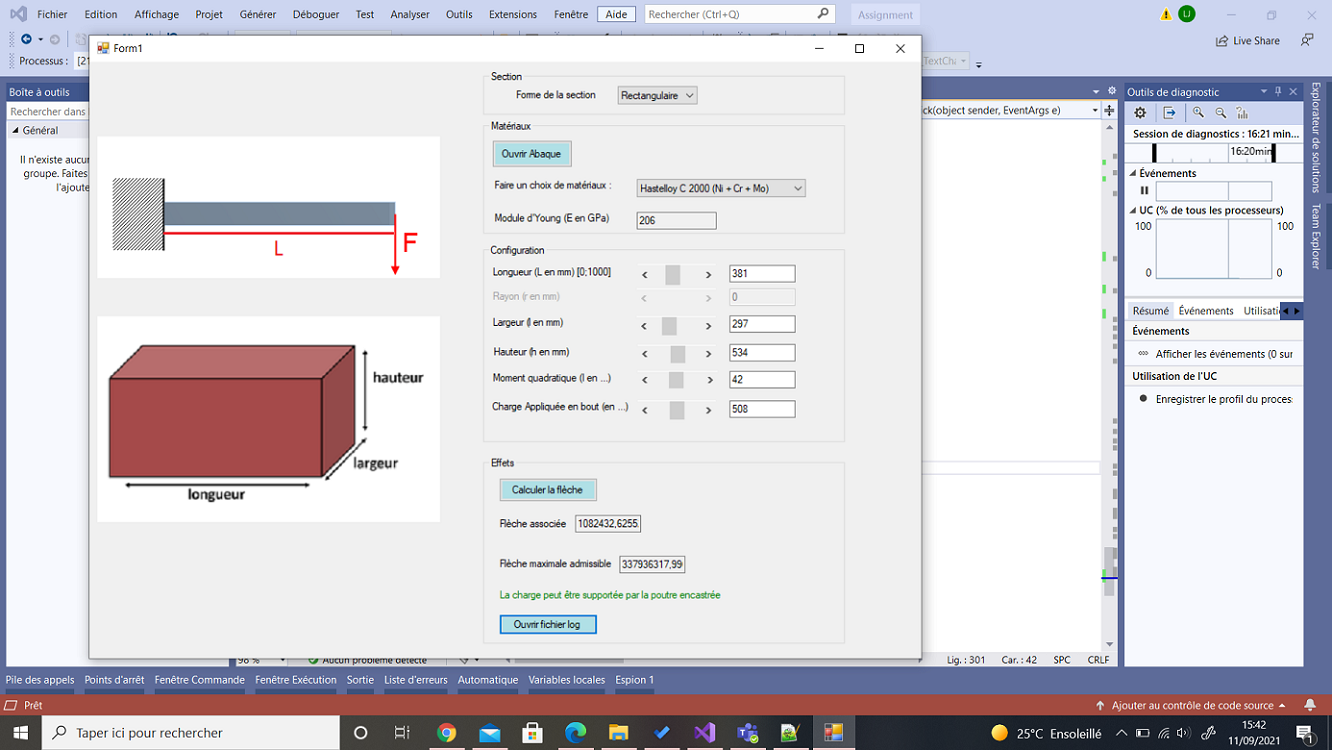 Fichier Edition Affichage Projet Générer Déboguer Test Analyser Outils Extensions Fenêtre Aide Rechercher (Ctrl+Q) Assignment
LJ
Live Share
Processus :
TextCha
Form1
Boîte à outils
Rechercher dans
Général
Il n'existe aucun
groupe. Faites
l'ajoute
L
F
hauteur
largeur
longueur
Section
Forme de la section Rectangulaire
Matériaux
Ouvrir Abaque
Faire un choix de matériaux : Hastelloy C 2000 (Ni + Cr + Mo)
Module d'Young (E en GPa) 206
Configuration
Longueur (L en mm) [0;1000] < > 381
Rayon (r en mm) < > 0
Largeur (l en mm) < > 297
Hauteur (h en mm) < > 534
Moment quadratique (I en ...) < > 42
Charge Appliquée en bout (en ...) < > 508
Effets
Calculer la flèche
Flèche associée 1082432,6255
Flèche maximale admissible 337936317,99
La charge peut être supportée par la poutre encastrée
Ouvrir fichier log
ck(object sender, EventArgs e)
Outils de diagnostic
Session de diagnostics : 16:21 min...
16:20min
Événements
UC (% de tous les processeurs)
100 100
0 0
Résumé Événements Utilisati
Événements
Afficher les événements (0 sur
Utilisation de l'UC
Enregistrer le profil du proces
Explorateur de solutions
Team Explorer
98 % Aucun problème détecté Lig. : 301 Car. : 42 SPC CRLF
Pile des appels Points d'arrêt Fenêtre Commande Fenêtre Exécution Sortie Liste d'erreurs Automatique Variables locales Espion 1
Prêt Ajouter au contrôle de code source
Taper ici pour rechercher 25°C Ensoleillé 15:42
11/09/2021
1